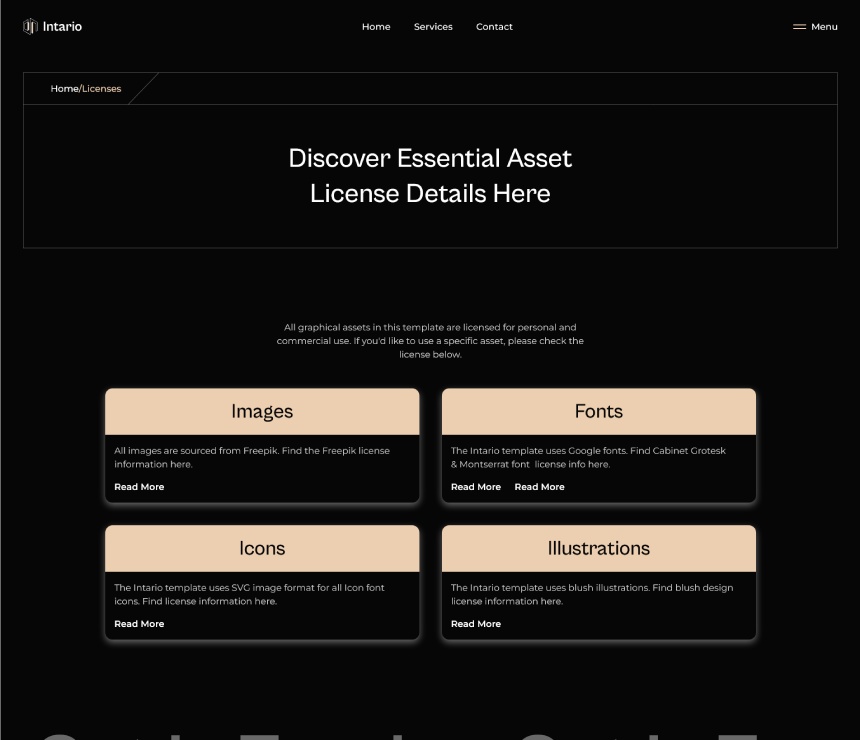 Intario
Home
Services
Contact
Menu
Home/Licenses
Discover Essential Asset
License Details Here
All graphical assets in this template are licensed for personal and
commercial use. If you'd like to use a specific asset, please check the
license below.
Images
All images are sourced from Freepik. Find the Freepik license
information here.
Read More
Fonts
The Intario template uses Google fonts. Find Cabinet Grotesk
& Montserrat font license info here.
Read More
Read More
Icons
The Intario template uses SVG image format for all Icon font
icons. Find license information here.
Read More
Illustrations
The Intario template uses blush illustrations. Find blush design
license information here.
Read More